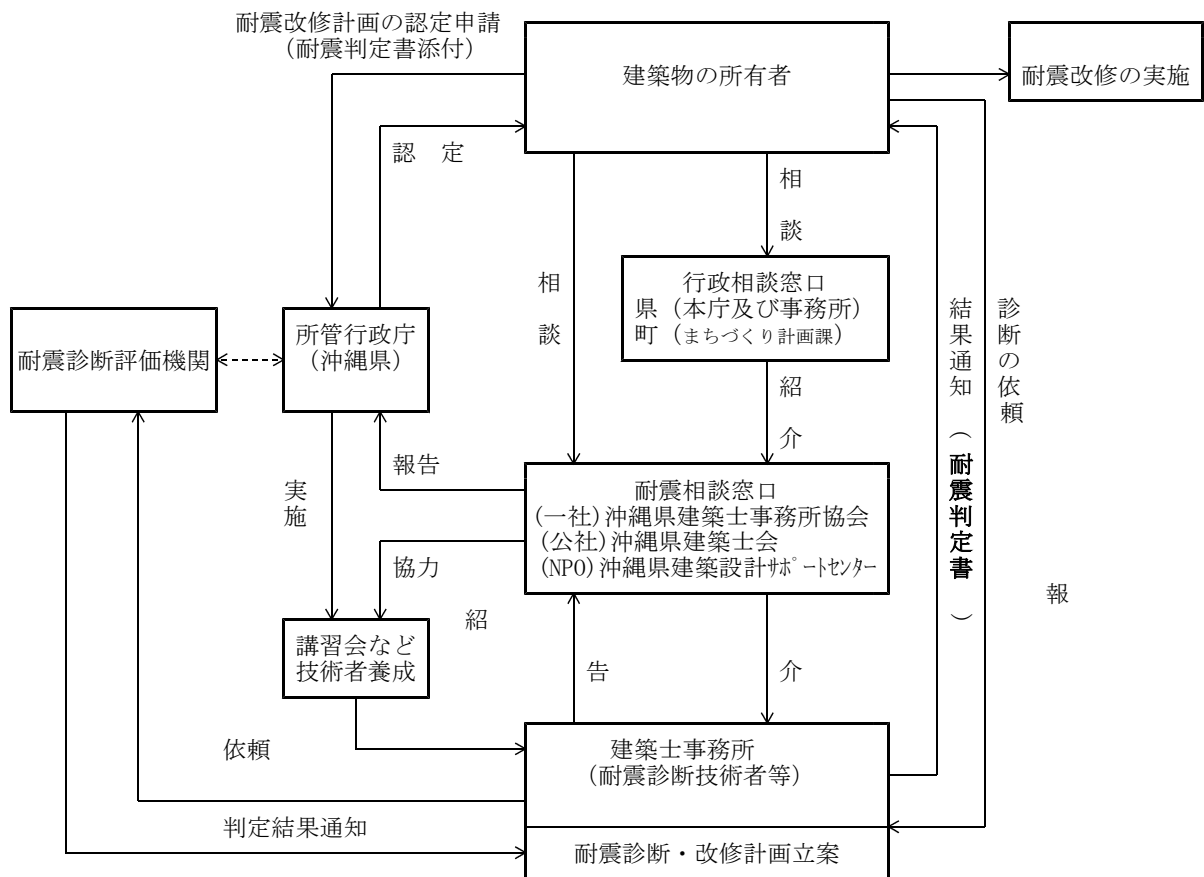 耐震改修計画の認定申請
(耐震判定書添付)
建築物の所有者
耐震改修の実施
認 定
相談
相談
行政相談窓口
県(本庁及び事務所)
町(まちづくり計画課)
結果通知(耐震判定書)
診断の依頼
耐震診断評価機関
所管行政庁
(沖縄県)
紹介
報告
実施
耐震相談窓口
(一社)沖縄県建築士事務所協会
(公社)沖縄県建築士会
(NPO)沖縄県建築設計ｻﾎﾟｰﾄｾﾝﾀｰ
協力
紹
報
講習会など
技術者養成
告
介
依頼
建築士事務所
(耐震診断技術者等)
判定結果通知
耐震診断・改修計画立案